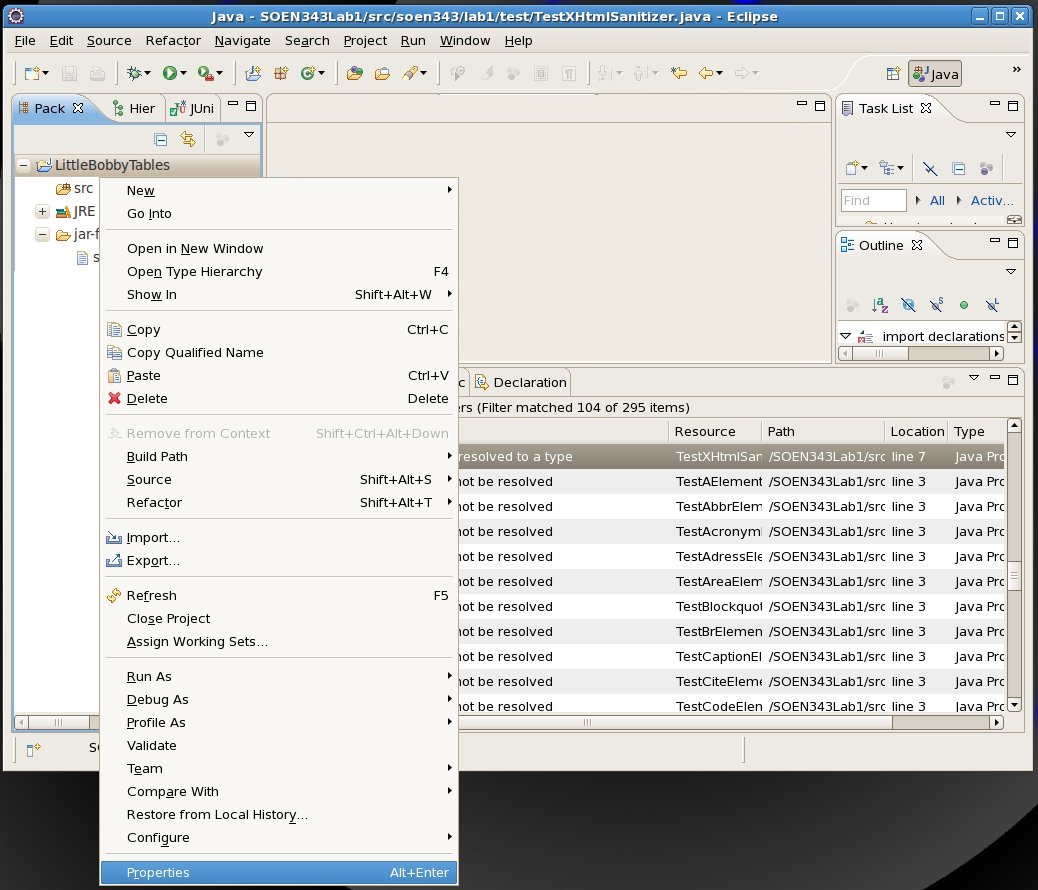 Java - SOEN343Lab1/src/soen343/lab1/test/TestXHtmlSanitizer.java - Eclipse
File Edit Source Refactor Navigate Search Project Run Window Help
Java
Pack Hier JUni
Task List
LittleBobbyTables
src
JRE
jar-f
s
Find All Activ...
Outline
import declarations
New
Go Into
Open in New Window
Open Type Hierarchy F4
Show In Shift+Alt+W
Copy Ctrl+C
Copy Qualified Name
Paste Ctrl+V
Delete Delete
Remove from Context Shift+Ctrl+Alt+Down
Build Path
Source Shift+Alt+S
Refactor Shift+Alt+T
Import...
Export...
Refresh F5
Close Project
Assign Working Sets...
Run As
Debug As
Profile As
Validate
Team
Compare With
Restore from Local History...
Configure
Properties Alt+Enter
c Declaration
ers (Filter matched 104 of 295 items)
Resource Path Location Type
resolved to a type TestXHtmlSan /SOEN343Lab1/src line 7 Java Pro
not be resolved TestAElement /SOEN343Lab1/src line 3 Java Pro
not be resolved TestAbbrElem /SOEN343Lab1/src line 3 Java Pro
not be resolved TestAcronym /SOEN343Lab1/src line 3 Java Pro
not be resolved TestAdressEle /SOEN343Lab1/src line 3 Java Pro
not be resolved TestAreaElem /SOEN343Lab1/src line 3 Java Pro
not be resolved TestBlockquot /SOEN343Lab1/src line 3 Java Pro
not be resolved TestBrElemen /SOEN343Lab1/src line 3 Java Pro
not be resolved TestCaptionEl /SOEN343Lab1/src line 3 Java Pro
not be resolved TestCiteEleme /SOEN343Lab1/src line 3 Java Pro
not be resolved TestCodeElem /SOEN343Lab1/src line 3 Java Pro
SO